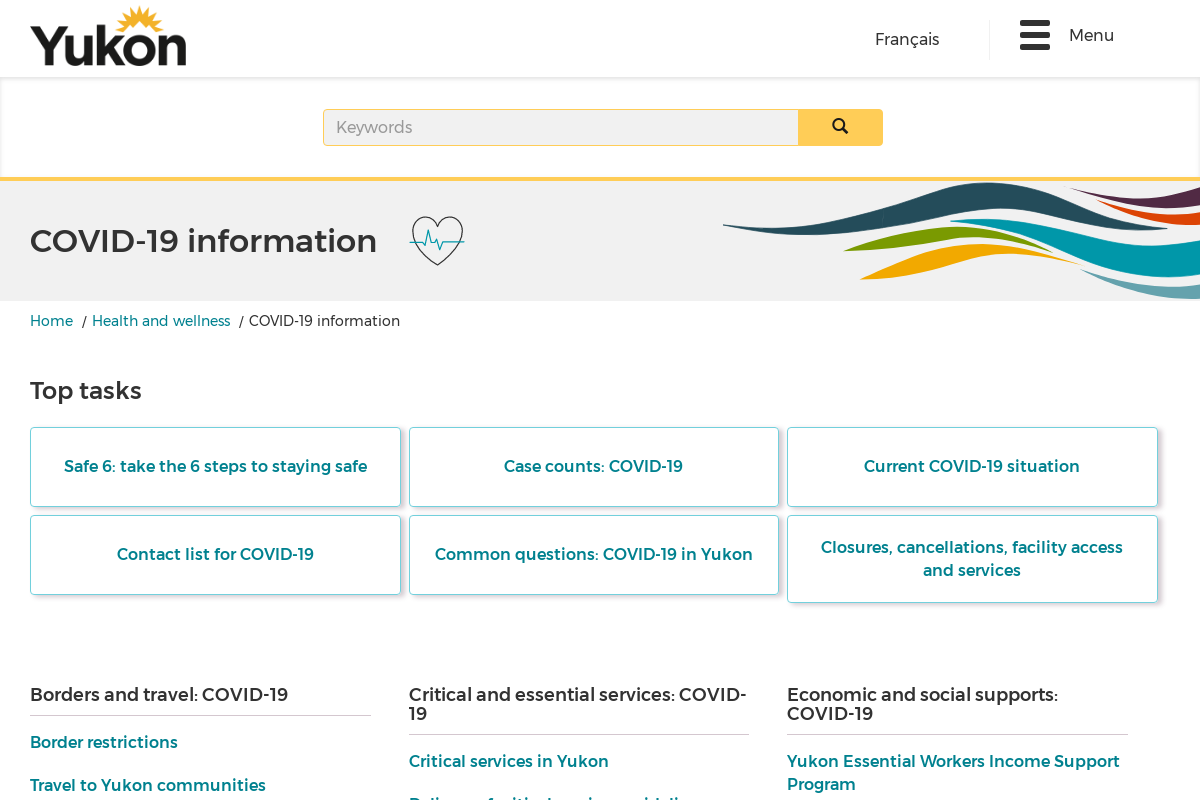 Yukon
Français
Menu
Keywords
COVID-19 information
Home / Health and wellness / COVID-19 information
Top tasks
Safe 6: take the 6 steps to staying safe
Case counts: COVID-19
Current COVID-19 situation
Contact list for COVID-19
Common questions: COVID-19 in Yukon
Closures, cancellations, facility access
and services
Borders and travel: COVID-19
Border restrictions
Travel to Yukon communities
Critical and essential services: COVID-
19
Critical services in Yukon
Economic and social supports:
COVID-19
Yukon Essential Workers Income Support
Program